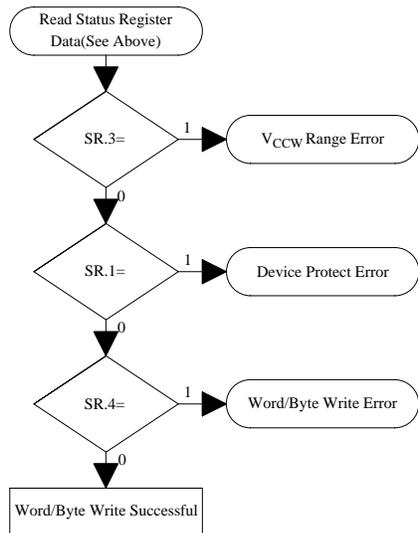 Read Status Register
Data(See Above)
SR.3=
1
VCCW Range Error
0
SR.1=
1
Device Protect Error
0
SR.4=
1
Word/Byte Write Error
0
Word/Byte Write Successful